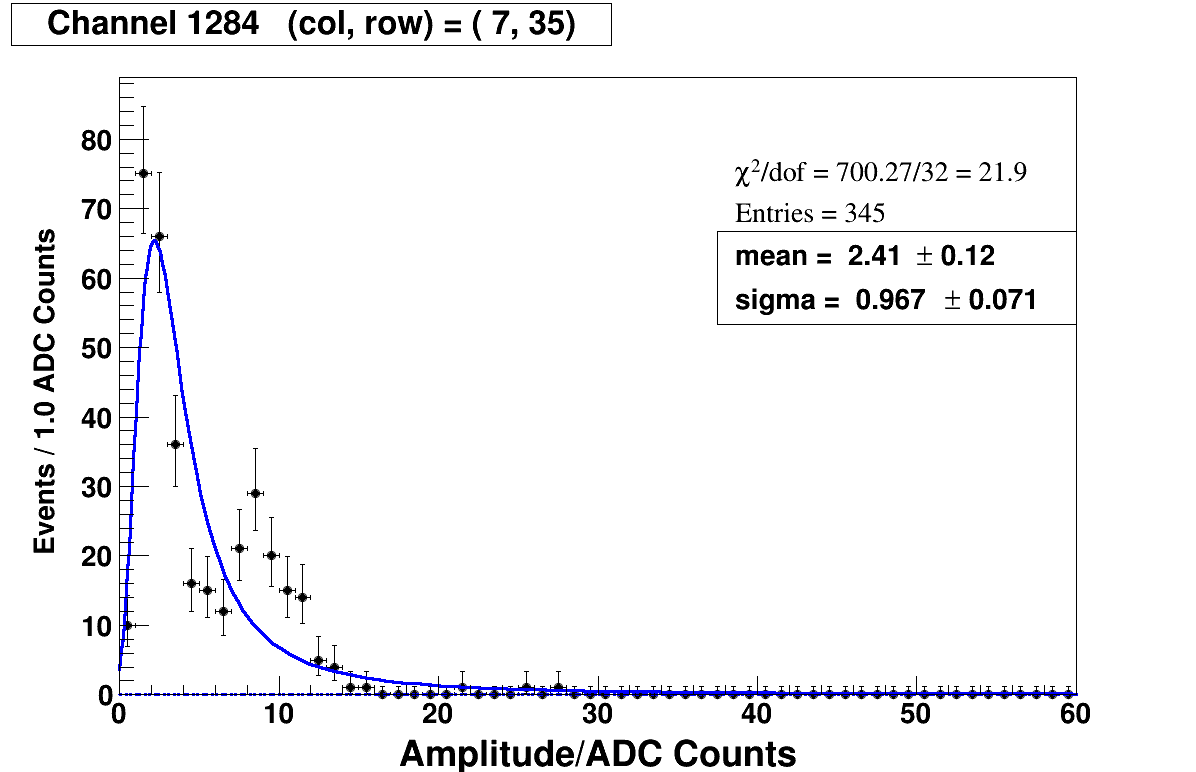 Channel 1284 (col, row) = ( 7, 35)
χ²/dof = 700.27/32 = 21.9
Entries = 345
mean = 2.41 ± 0.12
sigma = 0.967 ± 0.071
Events / 1.0 ADC Counts
80
70
60
50
40
30
20
10
0
0 10 20 30 40 50 60
Amplitude/ADC Counts